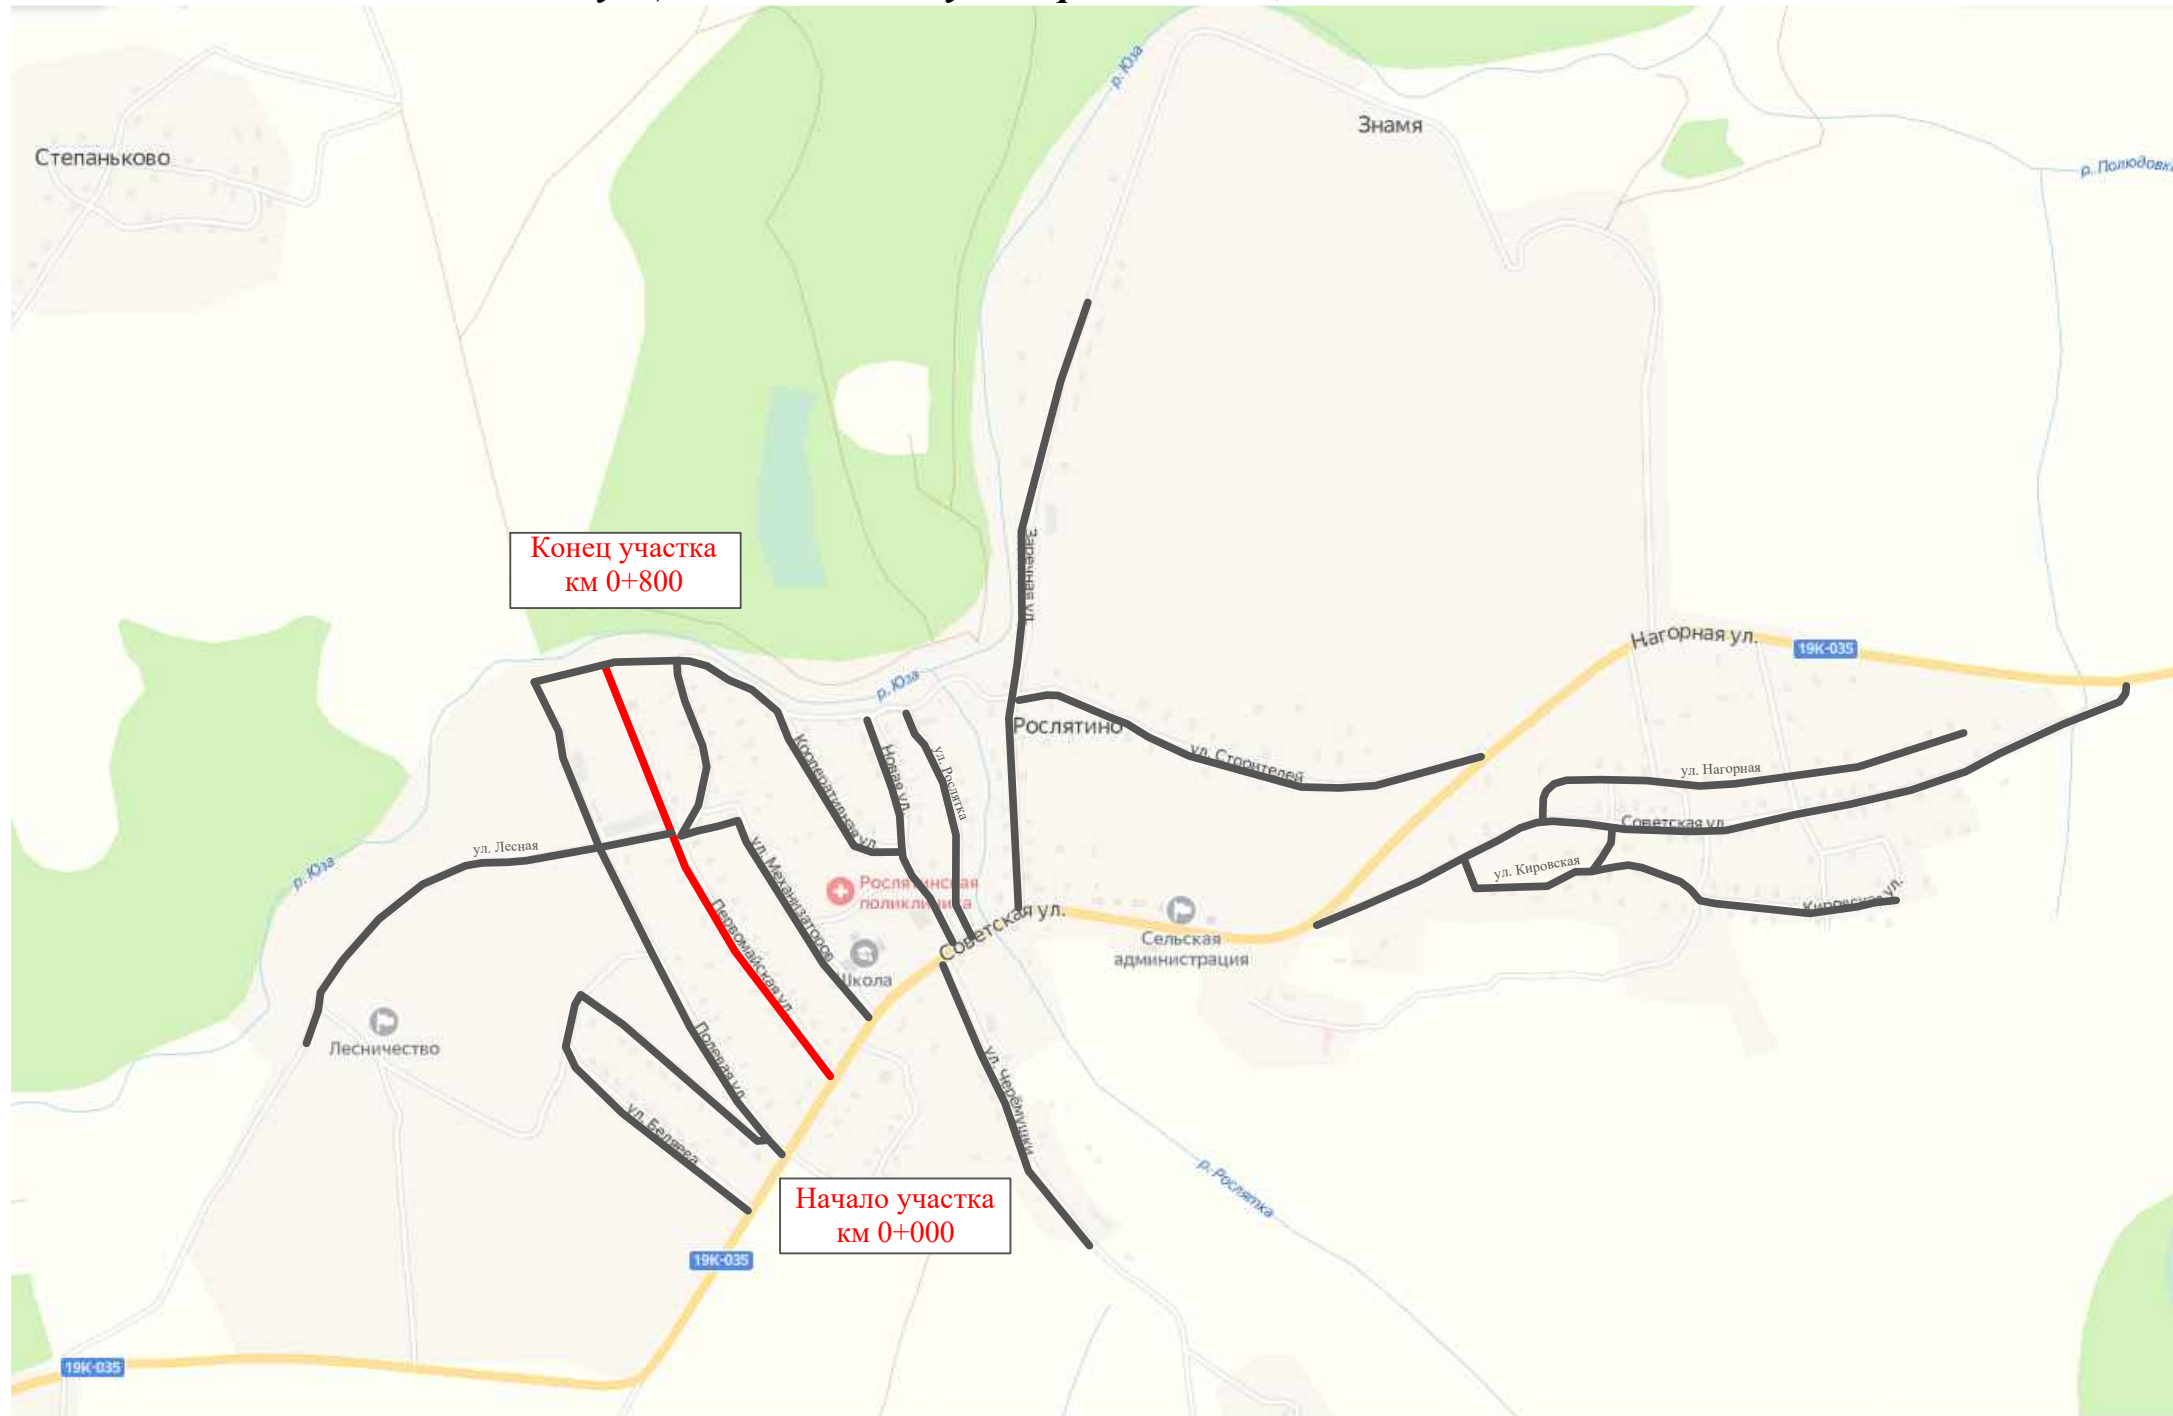 р. Юза
Знамя
Степаньково
р. Полюдовка
Конец участка
км 0+800
Заречная ул.
Нагорная ул.
19К-035
р. Юза
Рослятино
ул. Строителей
Кооперативная ул.
Новая ул.
ул. Рослятка
ул. Нагорная
Советская ул.
ул. Лесная
р. Юза
ул. Механизаторов
Рослятинская
поликлиника
ул. Кировская
Кировская ул.
Первомайская ул.
Советская ул.
Сельская
администрация
Школа
Лесничество
Полевая ул.
ул. Беляева
ул. Черёмушки
р. Рослятка
Начало участка
км 0+000
19К-035
19К-035